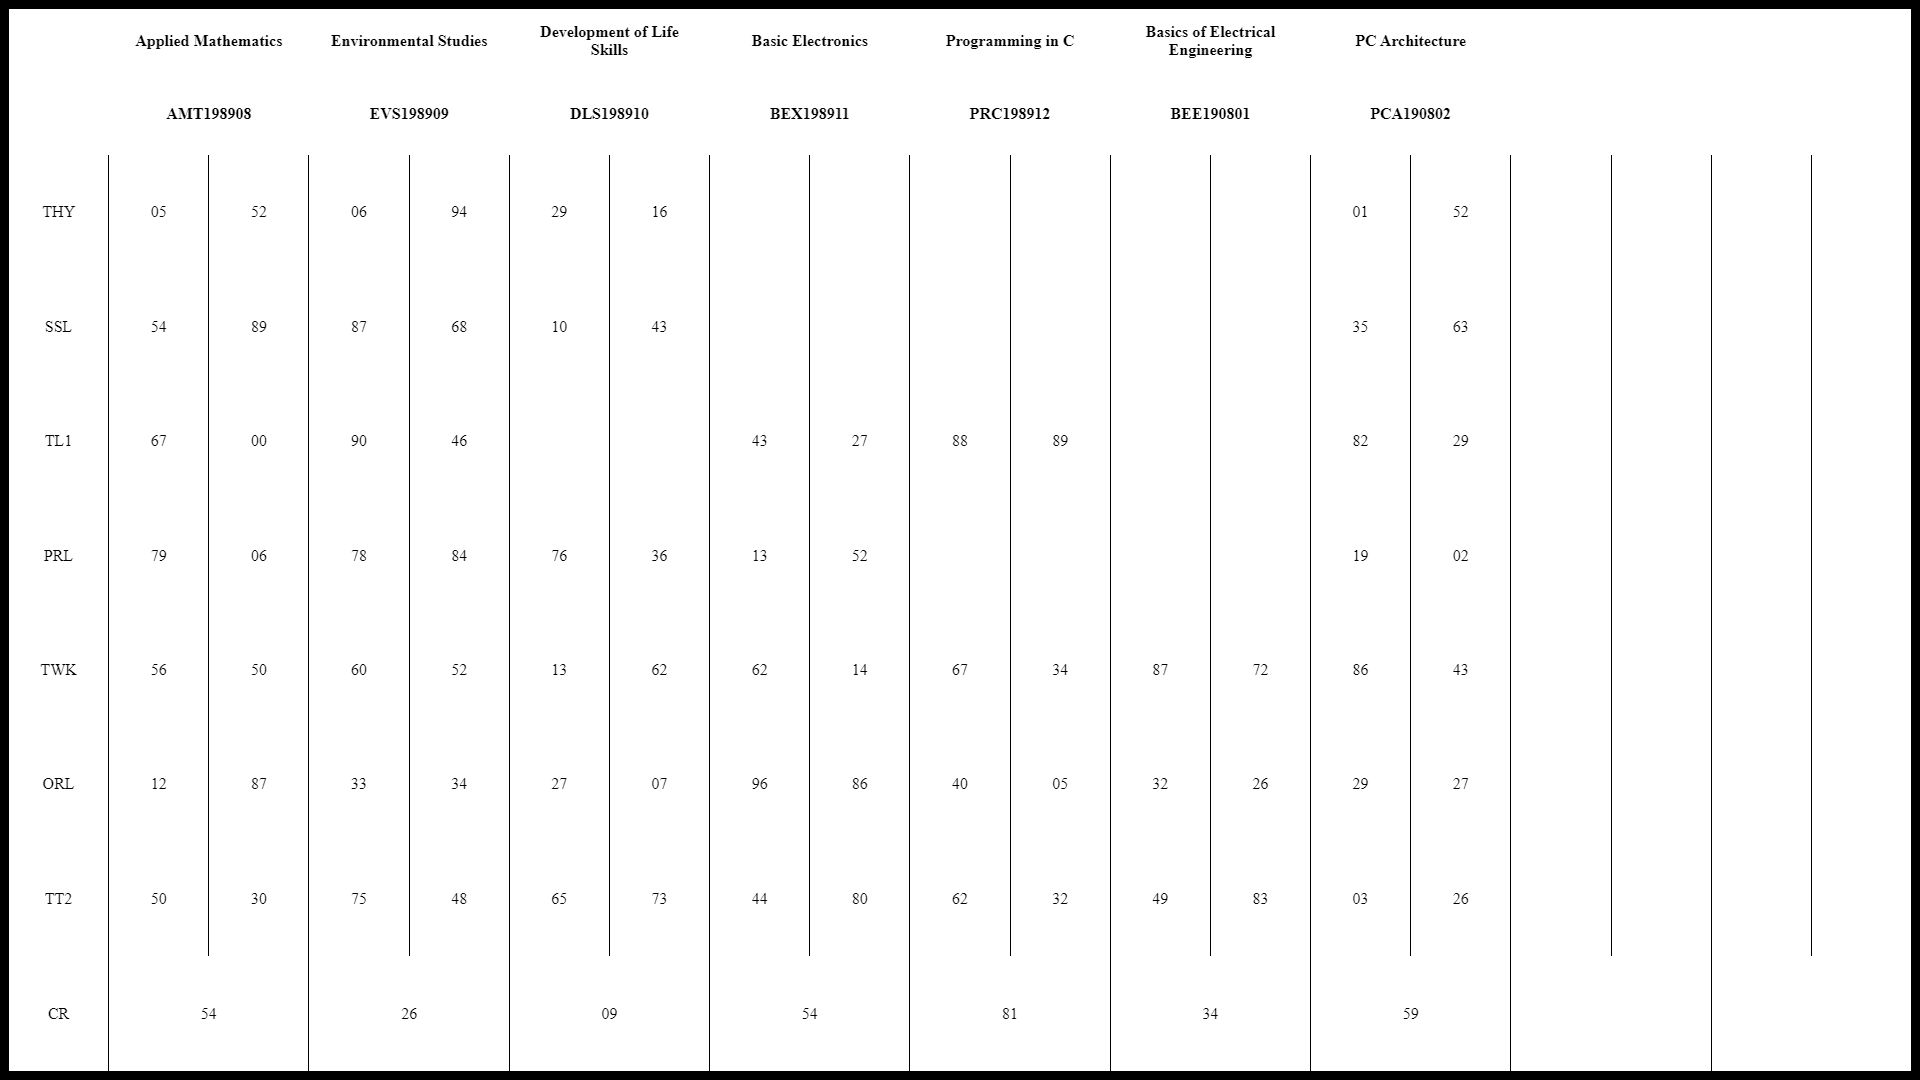 Applied Mathematics Environmental Studies Development of Life Skills Basic Electronics Programming in C Basics of Electrical Engineering PC Architecture
AMT198908 EVS198909 DLS198910 BEX198911 PRC198912 BEE190801 PCA190802
THY 05 52 06 94 29 16 01 52
SSL 54 89 87 68 10 43 35 63
TL1 67 00 90 46 43 27 88 89 82 29
PRL 79 06 78 84 76 36 13 52 19 02
TWK 56 50 60 52 13 62 62 14 67 34 87 72 86 43
ORL 12 87 33 34 27 07 96 86 40 05 32 26 29 27
TT2 50 30 75 48 65 73 44 80 62 32 49 83 03 26
CR 54 26 09 54 81 34 59